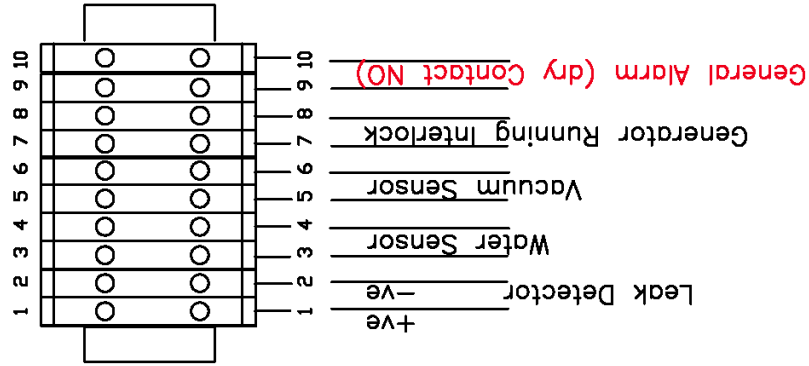 +ve 1 1
Leak Detector -ve 2 2
3 3
Water Sensor
4 4
5 5
Vacuum Sensor
6 6
7 7
Generator Running Interlock
8 8
9 9
General Alarm (dry Contact NO)
10 10